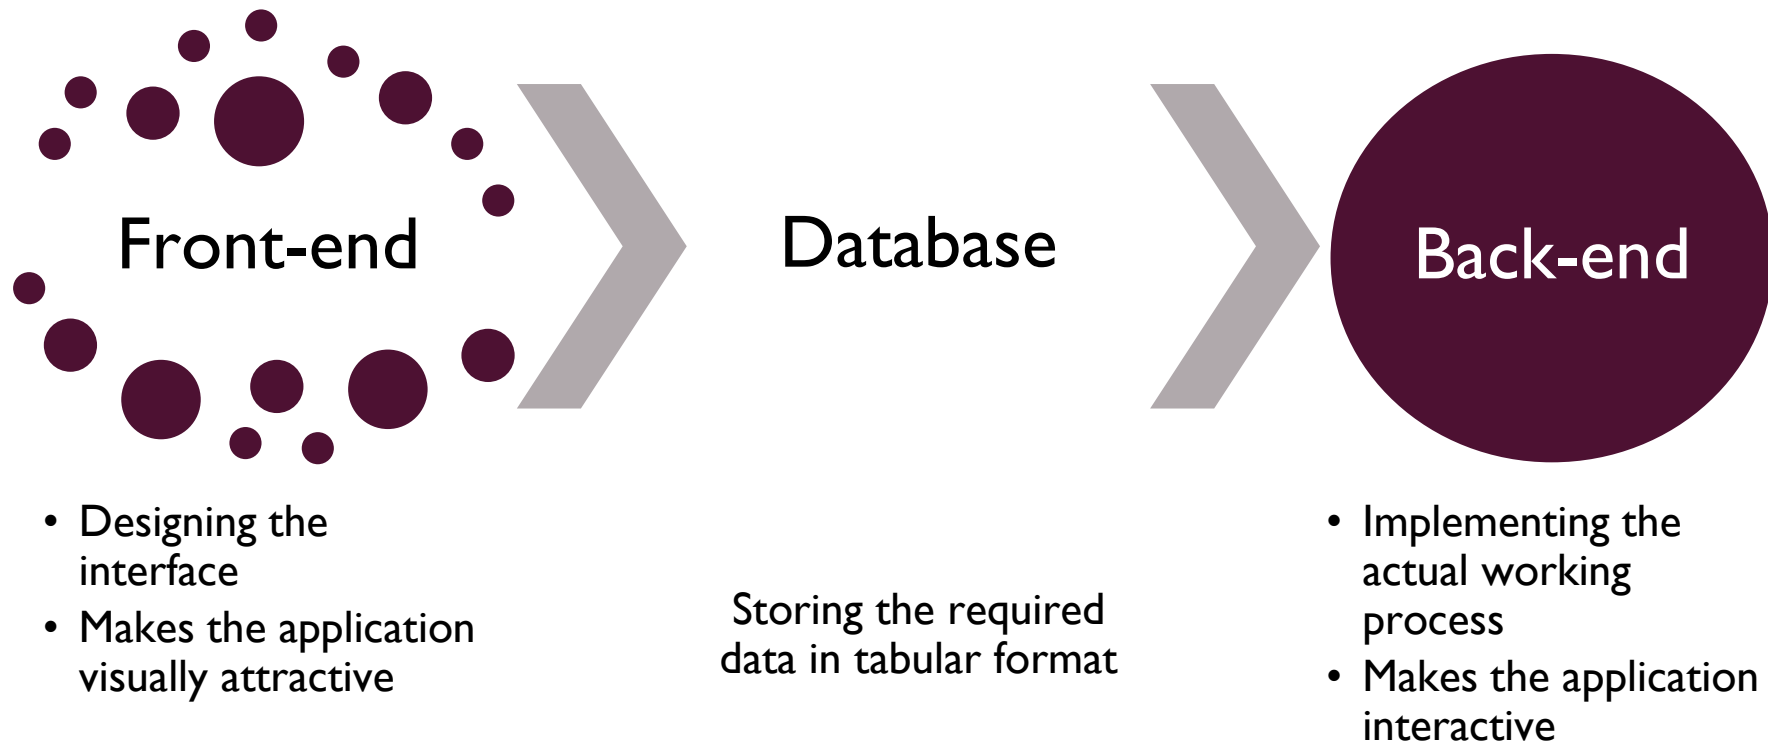 Front-end
Database
Back-end
• Designing the
interface
• Makes the application
visually attractive
Storing the required
data in tabular format
• Implementing the
actual working
process
• Makes the application
interactive